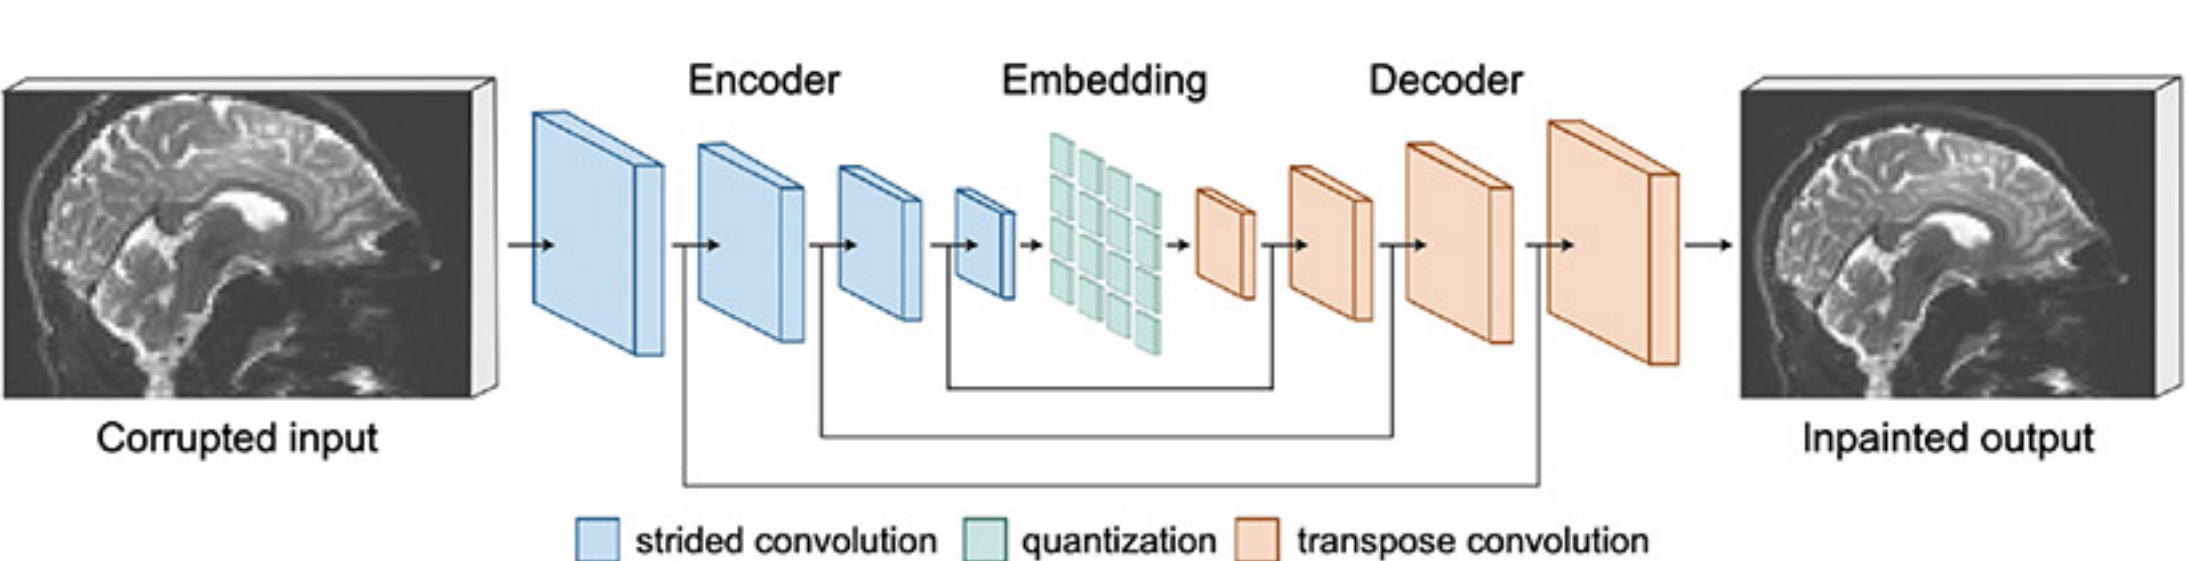 Encoder
Embedding
Decoder
Corrupted input
Inpainted output
strided convolution
quantization
transpose convolution